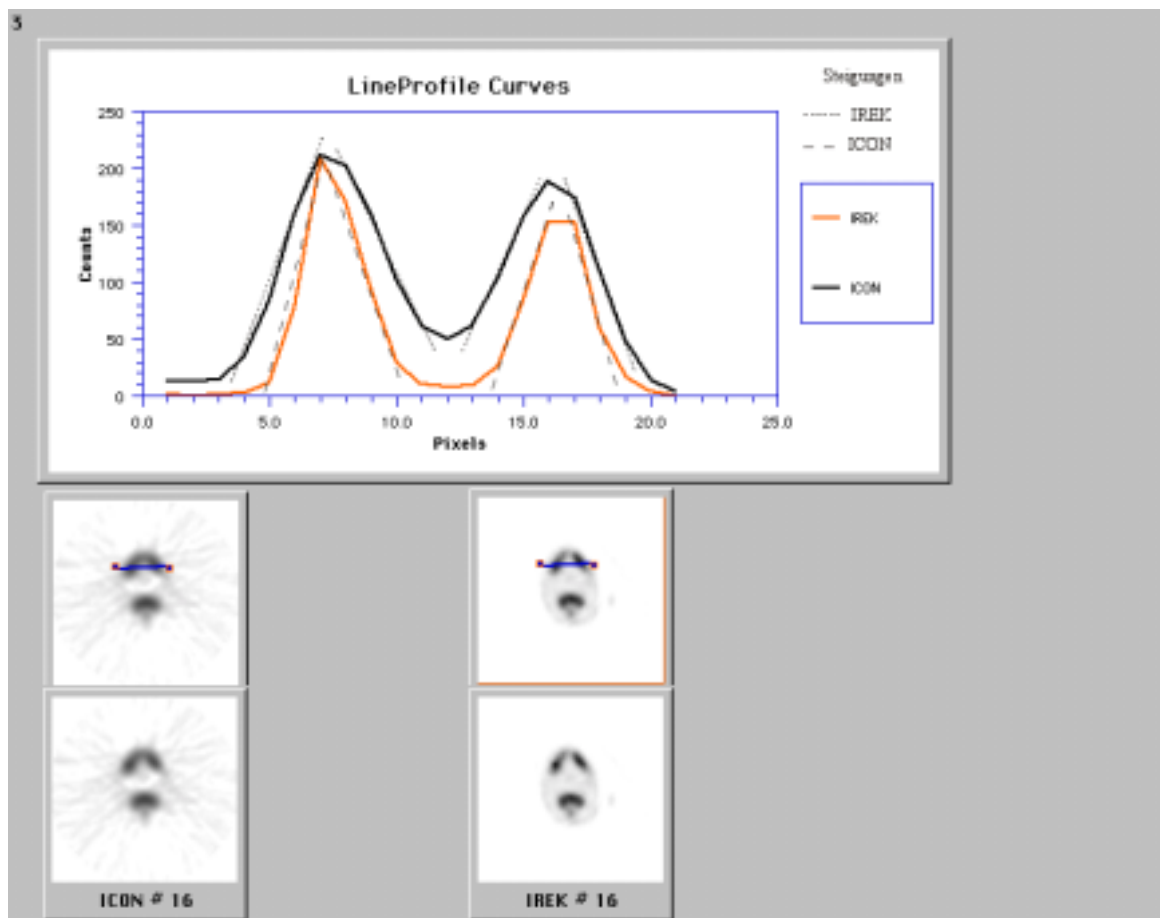 3
LineProfile Curves
Steigungen
IREK
ICON
250
200
150
100
50
0
Counts
0.0 5.0 10.0 15.0 20.0 25.0
Pixels
IREK
ICON
ICON # 16
IREK # 16